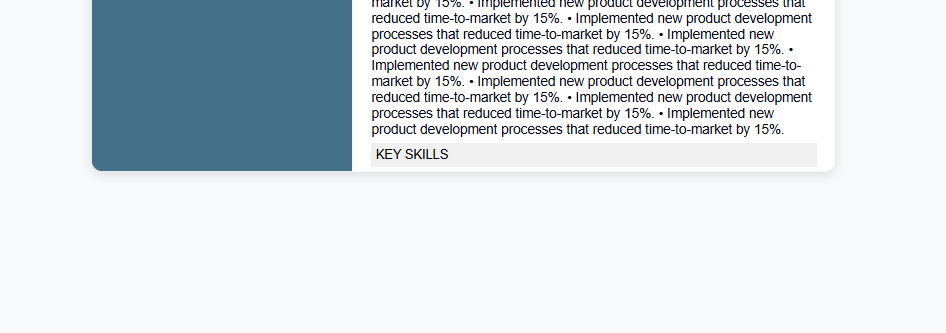 market by 15%. • Implemented new product development processes that
reduced time-to-market by 15%. • Implemented new product development
processes that reduced time-to-market by 15%. • Implemented new
product development processes that reduced time-to-market by 15%. •
Implemented new product development processes that reduced time-to-
market by 15%. • Implemented new product development processes that
reduced time-to-market by 15%. • Implemented new product development
processes that reduced time-to-market by 15%. • Implemented new
product development processes that reduced time-to-market by 15%.
KEY SKILLS